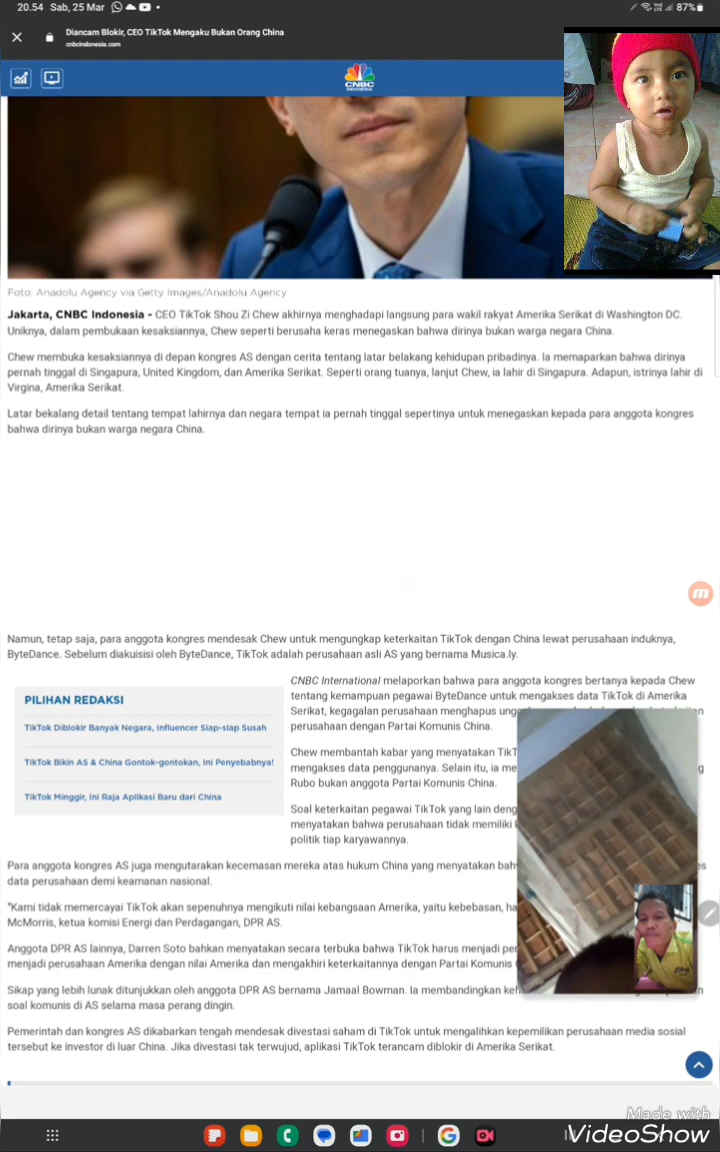 20.54 Sab, 25 Mar
87%
Diancam Blokir, CEO TikTok Mengaku Bukan Orang China
cnbcindonesia.com
CNBC
INDONESIA
Foto: Anadolu Agency via Getty Images/Anadolu Agency
Jakarta, CNBC Indonesia - CEO TikTok Shou Zi Chew akhirnya menghadapi langsung para wakil rakyat Amerika Serikat di Washington DC.
Uniknya, dalam pembukaan kesaksiannya, Chew seperti berusaha keras menegaskan bahwa dirinya bukan warga negara China.
Chew membuka kesaksiannya di depan kongres AS dengan cerita tentang latar belakang kehidupan pribadinya. Ia memaparkan bahwa dirinya
pernah tinggal di Singapura, United Kingdom, dan Amerika Serikat. Seperti orang tuanya, lanjut Chew, ia lahir di Singapura. Adapun, istrinya lahir di
Virgina, Amerika Serikat.
Latar bekalang detail tentang tempat lahirnya dan negara tempat ia pernah tinggal sepertinya untuk menegaskan kepada para anggota kongres
bahwa dirinya bukan warga negara China.
Namun, tetap saja, para anggota kongres mendesak Chew untuk mengungkap keterkaitan TikTok dengan China lewat perusahaan induknya,
ByteDance. Sebelum diakuisisi oleh ByteDance, TikTok adalah perusahaan asli AS yang bernama Musica.ly.
PILIHAN REDAKSI
TikTok Diblokir Banyak Negara, Influencer Siap-siap Susah
TikTok Bikin AS & China Gontok-gontokan, Ini Penyebabnya!
TikTok Minggir, Ini Raja Aplikasi Baru dari China
CNBC International melaporkan bahwa para anggota kongres bertanya kepada Chew
tentang kemampuan pegawai ByteDance untuk mengakses data TikTok di Amerika
Serikat, kegagalan perusahaan menghapus
perusahaan dengan Partai Komunis China.
Chew membantah kabar yang menyatakan TikT
mengakses data penggunanya. Selain itu, ia me
Rubo bukan anggota Partai Komunis China.
Soal keterkaitan pegawai TikTok yang lain deng
menyatakan bahwa perusahaan tidak memiliki
politik tiap karyawannya.
Para anggota kongres AS juga mengutarakan kecemasan mereka atas hukum China yang menyatakan bah
data perusahaan demi keamanan nasional.
"Kami tidak memercayai TikTok akan sepenuhnya mengikuti nilai kebangsaan Amerika, yaitu kebebasan, ha
McMorris, ketua komisi Energi dan Perdagangan, DPR AS.
Anggota DPR AS lainnya, Darren Soto bahkan menyatakan secara terbuka bahwa TikTok harus menjadi per
menjadi perusahaan Amerika dengan nilai Amerika dan mengakhiri keterkaitannya dengan Partai Komunis
Sikap yang lebih lunak ditunjukkan oleh anggota DPR AS bernama Jamaal Bowman. Ia membandingkan
soal komunis di AS selama masa perang dingin.
Pemerintah dan kongres AS dikabarkan tengah mendesak divestasi saham di TikTok untuk mengalihkan kepemilikan perusahaan media sosial
tersebut ke investor di luar China. Jika divestasi tak terwujud, aplikasi TikTok terancam diblokir di Amerika Serikat.
Made with
VideoShow